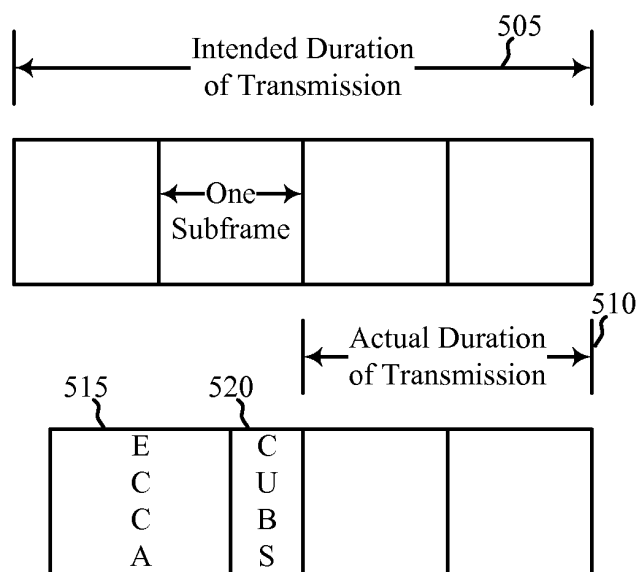 505
Intended Duration
of Transmission
One
Subframe
510
Actual Duration
of Transmission
515
520
E
C
C
A
C
U
B
S